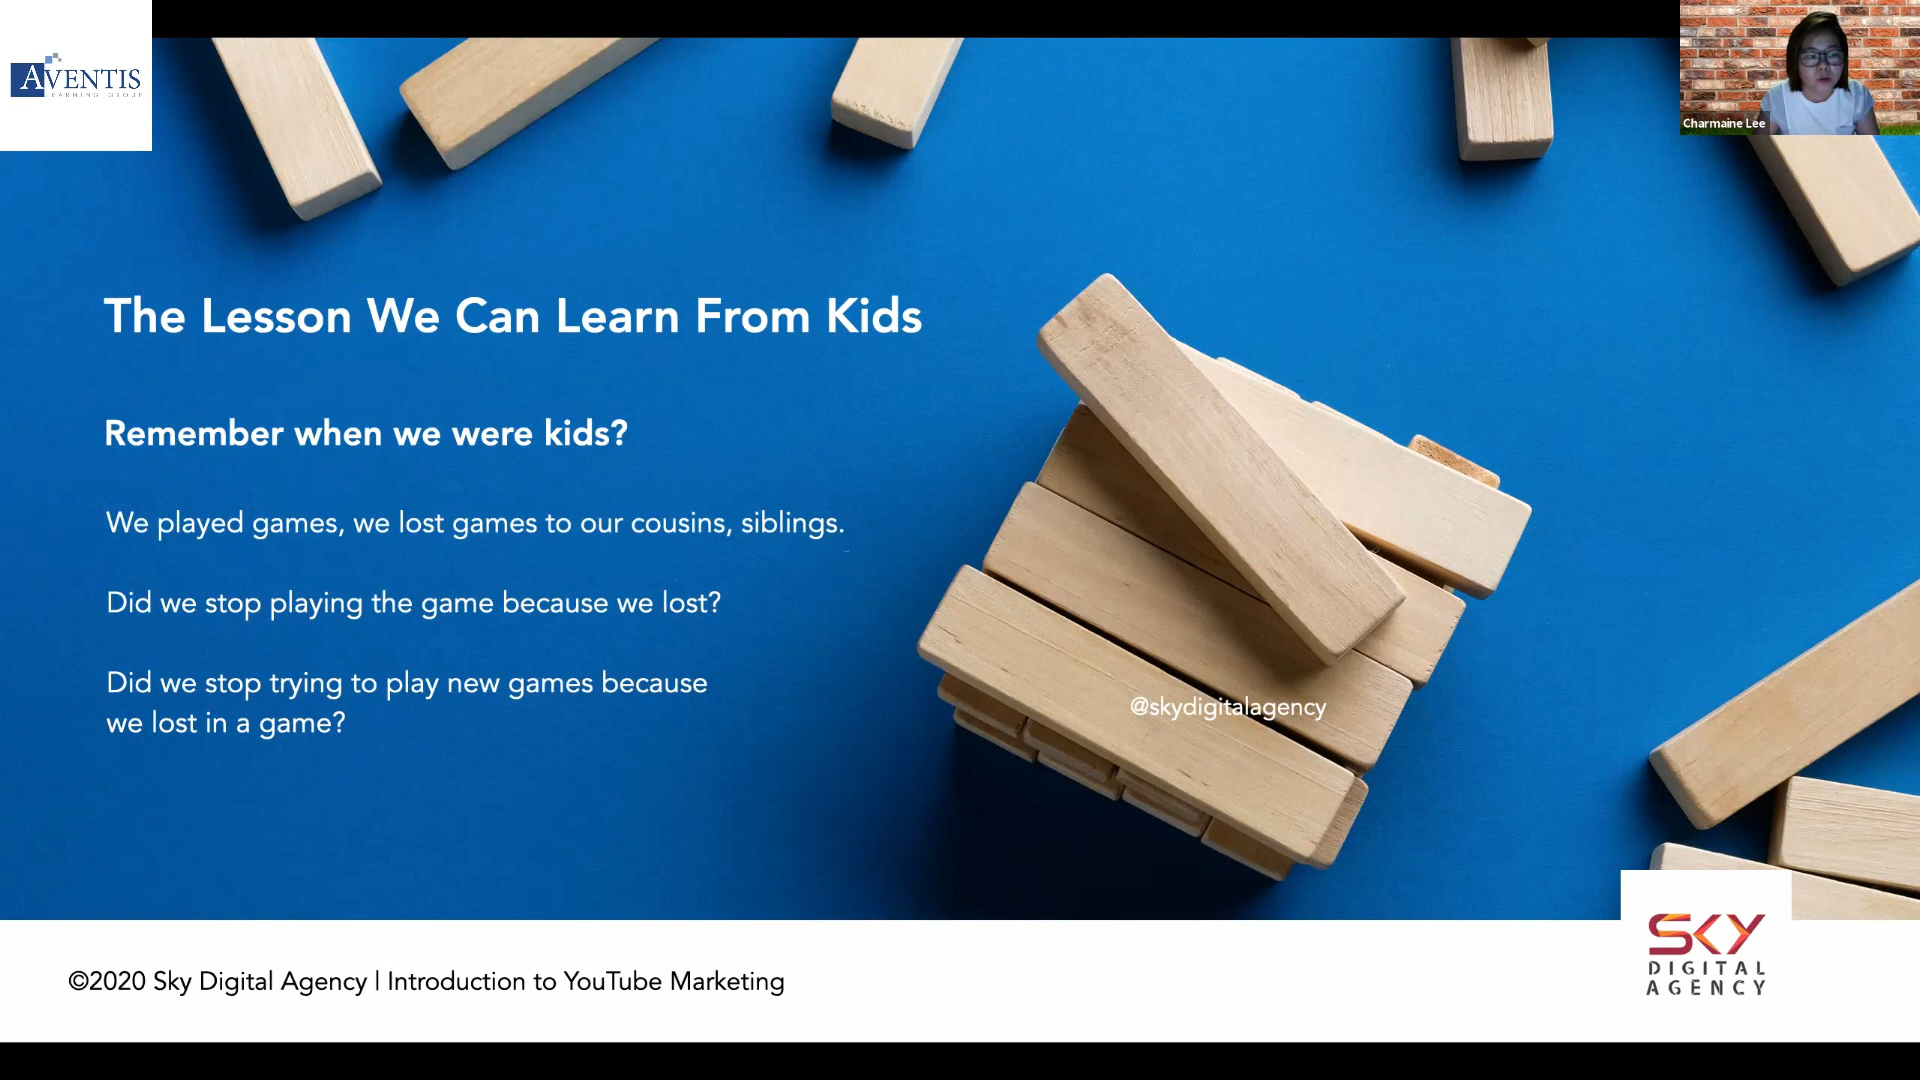 AVENTIS
LEARNING GROUP
Charmaine Lee
The Lesson We Can Learn From Kids
Remember when we were kids?
We played games, we lost games to our cousins, siblings.
Did we stop playing the game because we lost?
Did we stop trying to play new games because
we lost in a game?
@skydigitalagency
©2020 Sky Digital Agency | Introduction to YouTube Marketing
SKY
DIGITAL
AGENCY